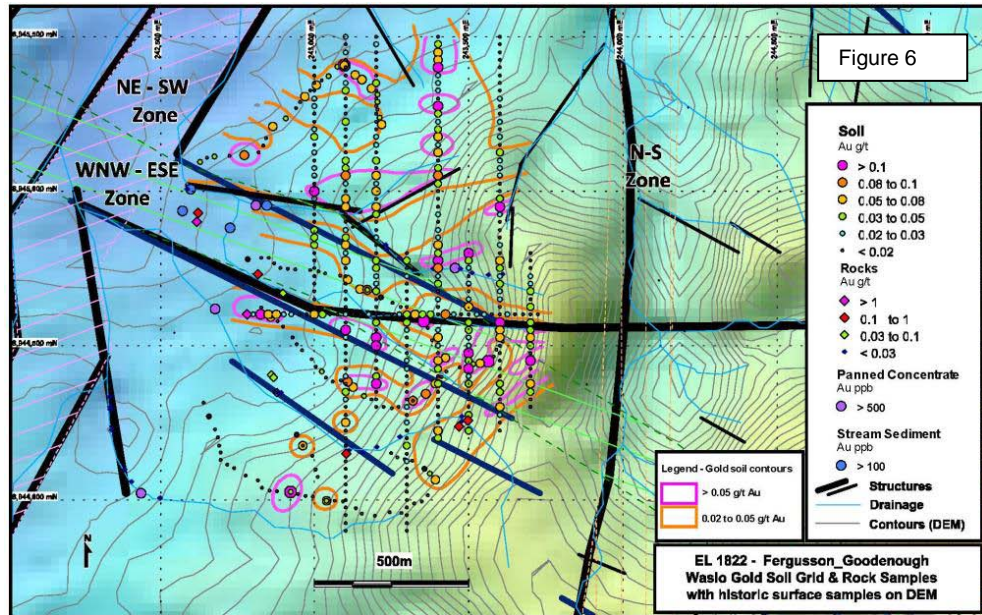 Figure 6
NE - SW
Zone
WNW - ESE
Zone
N-S
Zone
Soil
Au g/t
> 0.1
0.08 to 0.1
0.05 to 0.08
0.03 to 0.05
0.02 to 0.03
< 0.02
Rocks
Au g/t
> 1
0.1 to 1
0.03 to 0.1
< 0.03
Panned Concentrate
Au ppb
> 500
Stream Sediment
Au ppb
> 100
Structures
Drainage
Contours (DEM)
Legend - Gold soil contours
> 0.05 g/t Au
0.02 to 0.05 g/t Au
N
500m
EL 1822 - Fergusson_Goodenough
Waslo Gold Soil Grid & Rock Samples
with historic surface samples on DEM